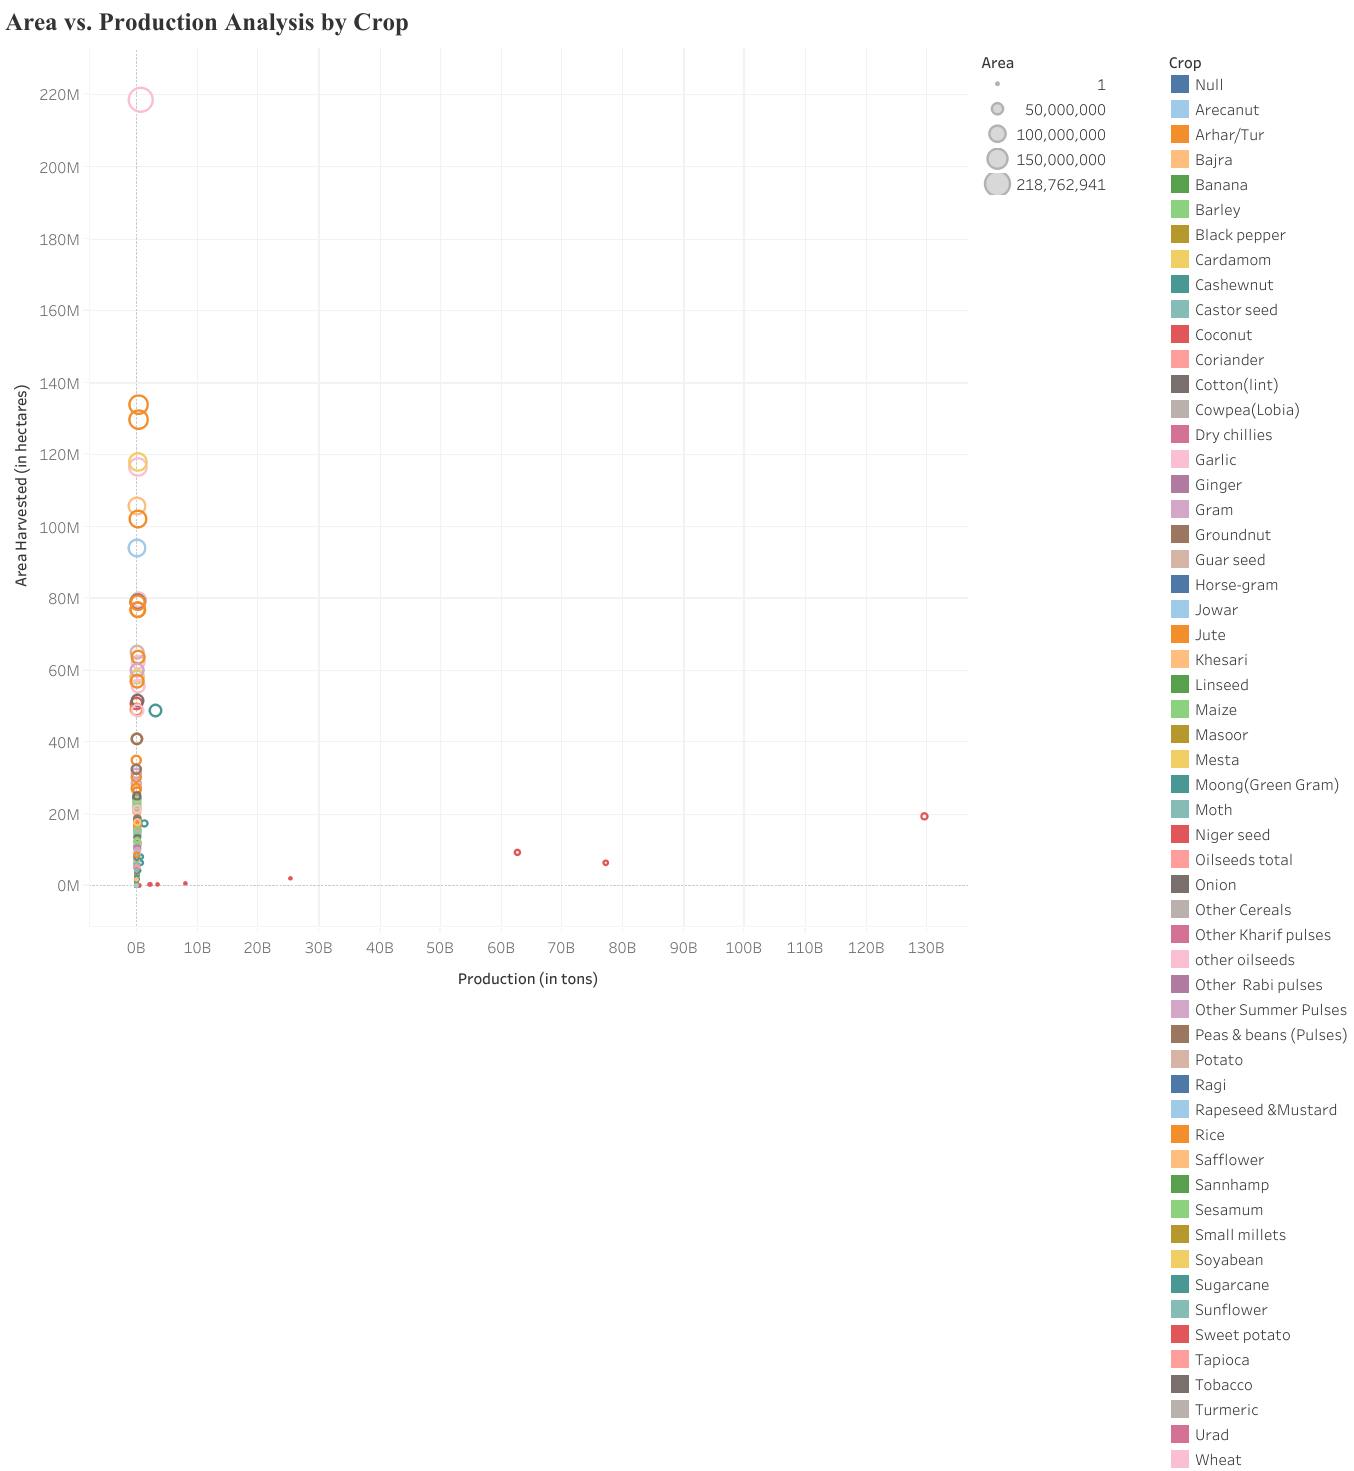 Area vs. Production Analysis by Crop
220M
200M
180M
160M
140M
120M
100M
80M
60M
40M
20M
0M
Area Harvested (in hectares)
0B 10B 20B 30B 40B 50B 60B 70B 80B 90B 100B 110B 120B 130B
Production (in tons)
Area
1
50,000,000
100,000,000
150,000,000
218,762,941
Crop
Null
Arecanut
Arhar/Tur
Bajra
Banana
Barley
Black pepper
Cardamom
Cashewnut
Castor seed
Coconut
Coriander
Cotton(lint)
Cowpea(Lobia)
Dry chillies
Garlic
Ginger
Gram
Groundnut
Guar seed
Horse-gram
Jowar
Jute
Khesari
Linseed
Maize
Masoor
Mesta
Moong(Green Gram)
Moth
Niger seed
Oilseeds total
Onion
Other Cereals
Other Kharif pulses
other oilseeds
Other  Rabi pulses
Other Summer Pulses
Peas & beans (Pulses)
Potato
Ragi
Rapeseed &Mustard
Rice
Safflower
Sannhamp
Sesamum
Small millets
Soyabean
Sugarcane
Sunflower
Sweet potato
Tapioca
Tobacco
Turmeric
Urad
Wheat